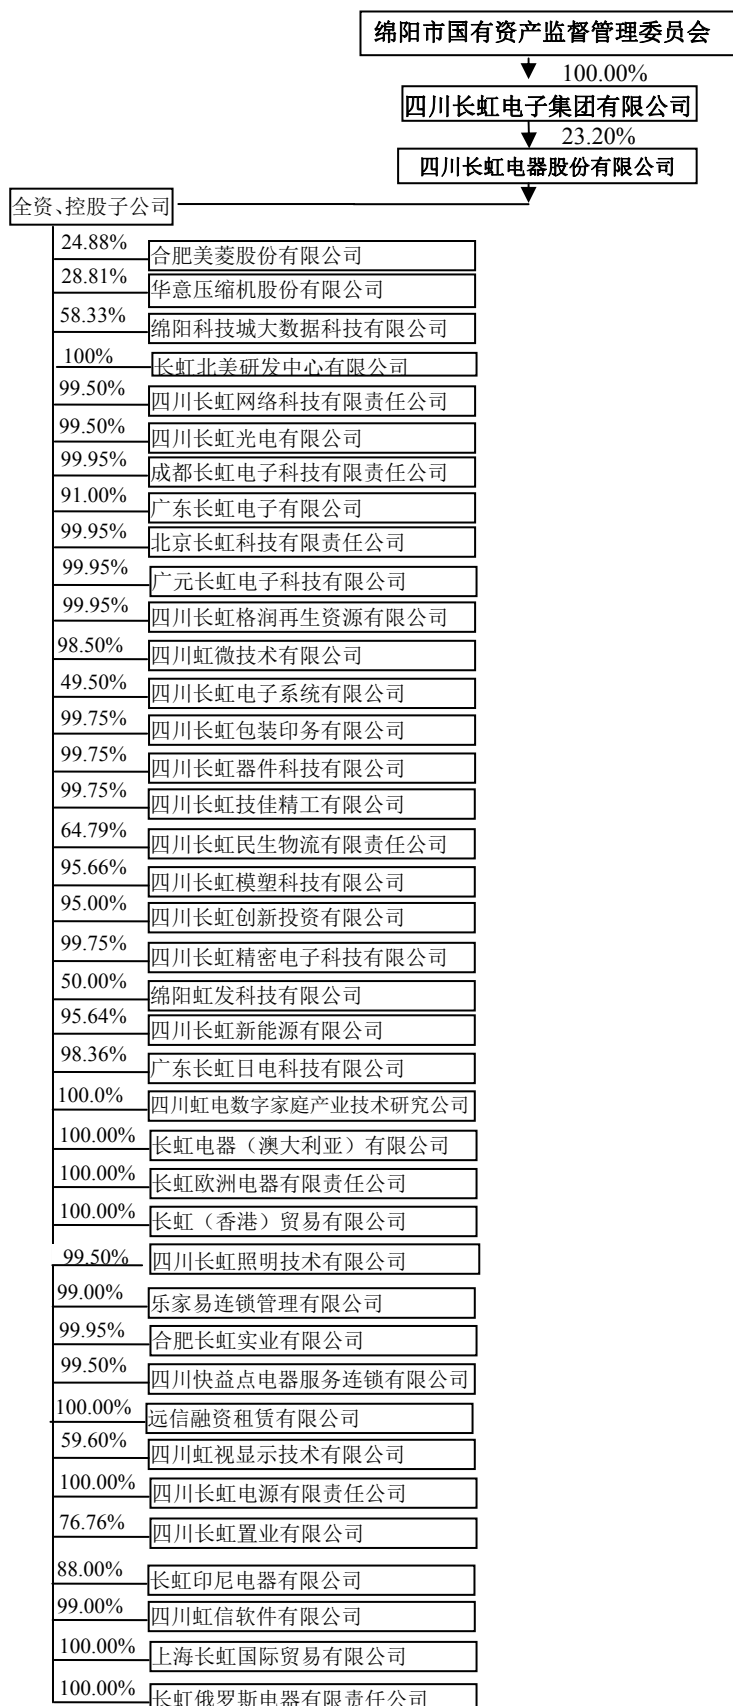 绵阳市国有资产监督管理委员会
100.00%
四川长虹电子集团有限公司
23.20%
四川长虹电器股份有限公司
全资、控股子公司
24.88%
合肥美菱股份有限公司
28.81%
华意压缩机股份有限公司
58.33%
绵阳科技城大数据科技有限公司
100%
长虹北美研发中心有限公司
99.50%
四川长虹网络科技有限责任公司
99.50%
四川长虹光电有限公司
99.95%
成都长虹电子科技有限责任公司
91.00%
广东长虹电子有限公司
99.95%
北京长虹科技有限责任公司
99.95%
广元长虹电子科技有限公司
99.95%
四川长虹格润再生资源有限公司
98.50%
四川虹微技术有限公司
49.50%
四川长虹电子系统有限公司
99.75%
四川长虹包装印务有限公司
99.75%
四川长虹器件科技有限公司
99.75%
四川长虹技佳精工有限公司
64.79%
四川长虹民生物流有限责任公司
95.66%
四川长虹模塑科技有限公司
95.00%
四川长虹创新投资有限公司
99.75%
四川长虹精密电子科技有限公司
50.00%
绵阳虹发科技有限公司
95.64%
四川长虹新能源有限公司
98.36%
广东长虹日电科技有限公司
100.0%
四川虹电数字家庭产业技术研究公司
100.00%
长虹电器（澳大利亚）有限公司
100.00%
长虹欧洲电器有限责任公司
100.00%
长虹（香港）贸易有限公司
99.50%
四川长虹照明技术有限公司
99.00%
乐家易连锁管理有限公司
99.95%
合肥长虹实业有限公司
99.50%
四川快益点电器服务连锁有限公司
100.00%
远信融资租赁有限公司
59.60%
四川虹视显示技术有限公司
100.00%
四川长虹电源有限责任公司
76.76%
四川长虹置业有限公司
88.00%
长虹印尼电器有限公司
99.00%
四川虹信软件有限公司
100.00%
上海长虹国际贸易有限公司
100.00%
长虹俄罗斯电器有限责任公司